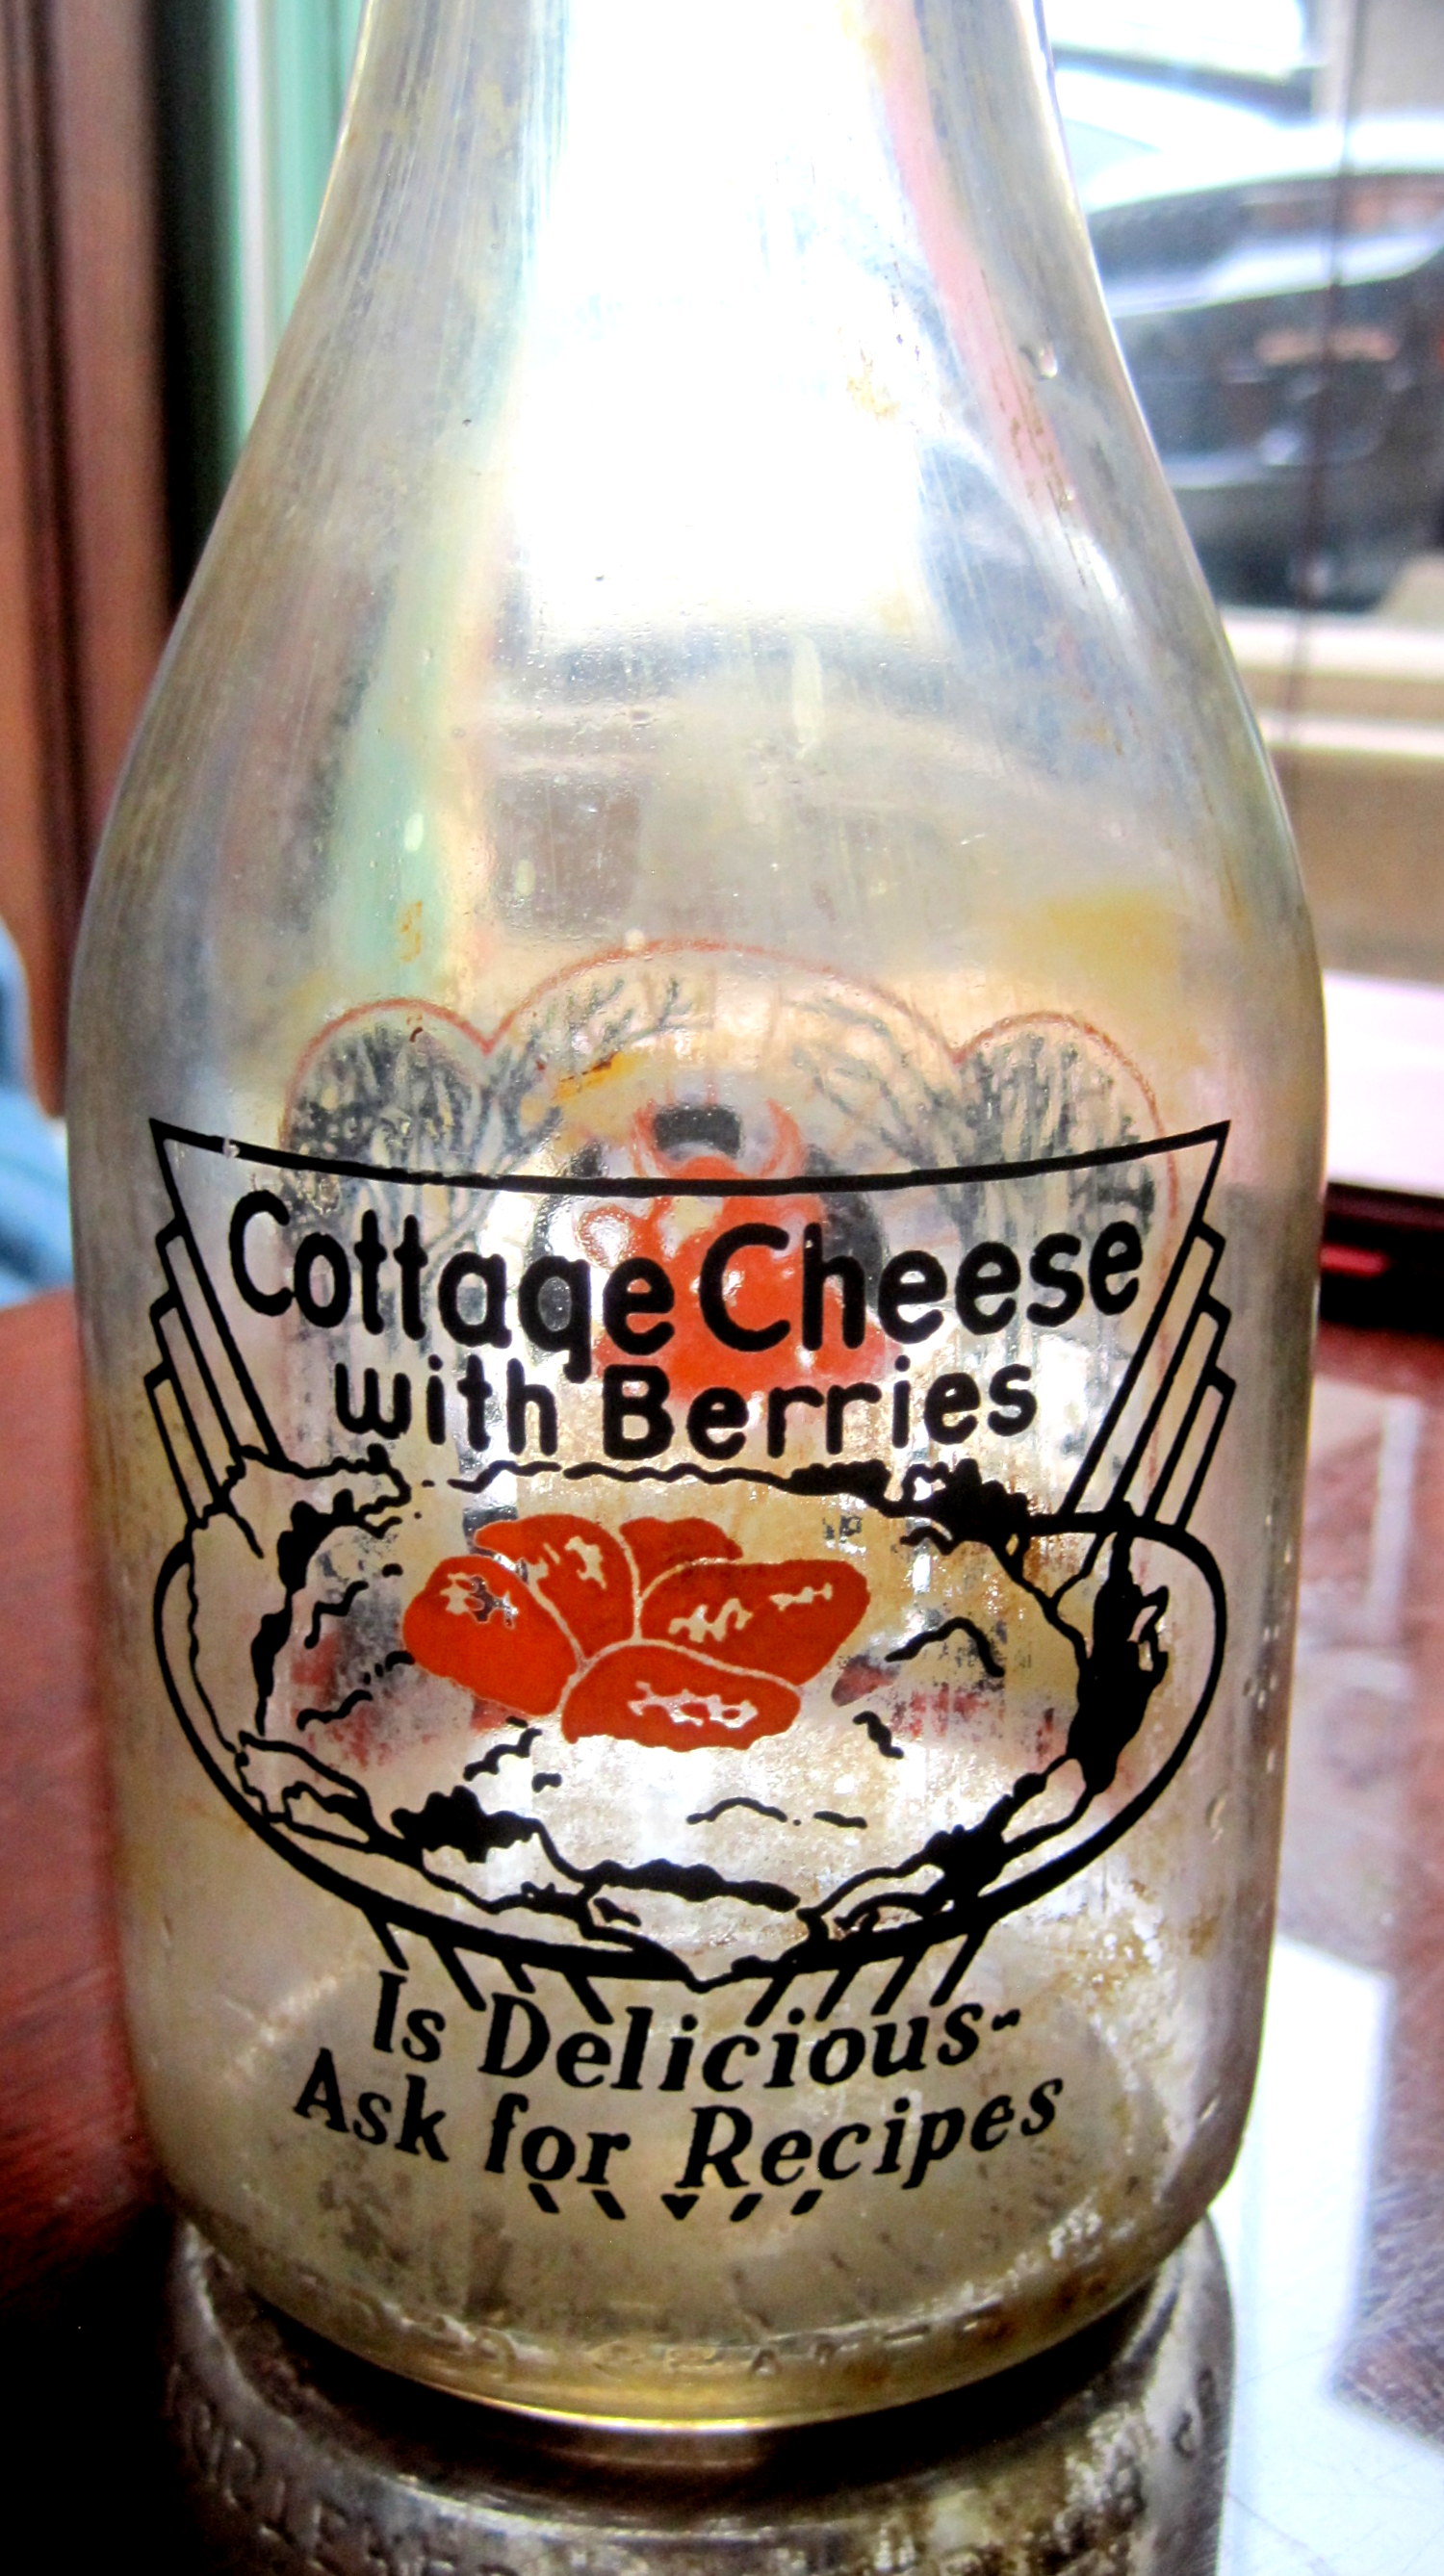 Cottage Cheese
with Berries
Is Delicious-
Ask for Recipes